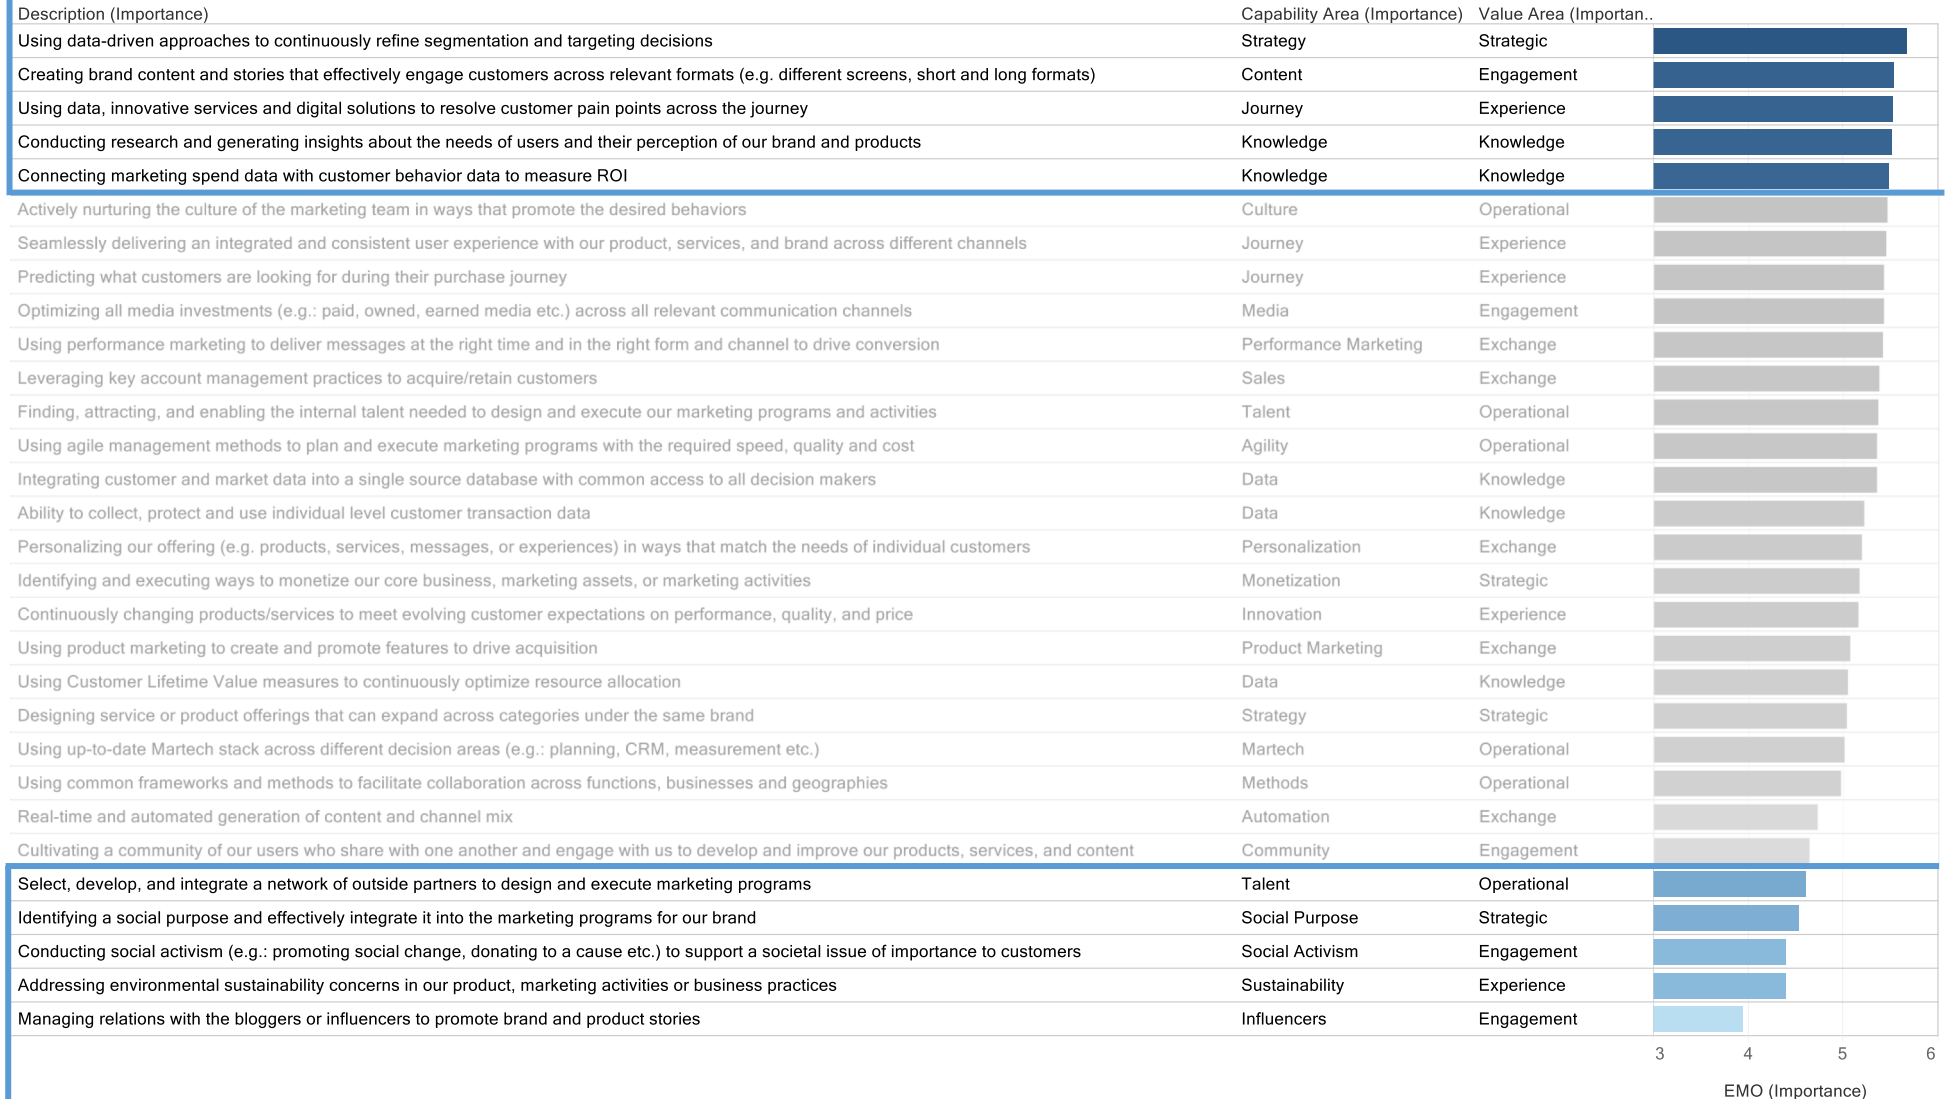 Description (Importance) Capability Area (Importance) Value Area (Importan..
Using data-driven approaches to continuously refine segmentation and targeting decisions Strategy Strategic
Creating brand content and stories that effectively engage customers across relevant formats (e.g. different screens, short and long formats) Content Engagement
Using data, innovative services and digital solutions to resolve customer pain points across the journey Journey Experience
Conducting research and generating insights about the needs of users and their perception of our brand and products Knowledge Knowledge
Connecting marketing spend data with customer behavior data to measure ROI Knowledge Knowledge
Actively nurturing the culture of the marketing team in ways that promote the desired behaviors Culture Operational
Seamlessly delivering an integrated and consistent user experience with our product, services, and brand across different channels Journey Experience
Predicting what customers are looking for during their purchase journey Journey Experience
Optimizing all media investments (e.g.: paid, owned, earned media etc.) across all relevant communication channels Media Engagement
Using performance marketing to deliver messages at the right time and in the right form and channel to drive conversion Performance Marketing Exchange
Leveraging key account management practices to acquire/retain customers Sales Exchange
Finding, attracting, and enabling the internal talent needed to design and execute our marketing programs and activities Talent Operational
Using agile management methods to plan and execute marketing programs with the required speed, quality and cost Agility Operational
Integrating customer and market data into a single source database with common access to all decision makers Data Knowledge
Ability to collect, protect and use individual level customer transaction data Data Knowledge
Personalizing our offering (e.g. products, services, messages, or experiences) in ways that match the needs of individual customers Personalization Exchange
Identifying and executing ways to monetize our core business, marketing assets, or marketing activities Monetization Strategic
Continuously changing products/services to meet evolving customer expectations on performance, quality, and price Innovation Experience
Using product marketing to create and promote features to drive acquisition Product Marketing Exchange
Using Customer Lifetime Value measures to continuously optimize resource allocation Data Knowledge
Designing service or product offerings that can expand across categories under the same brand Strategy Strategic
Using up-to-date Martech stack across different decision areas (e.g.: planning, CRM, measurement etc.) Martech Operational
Using common frameworks and methods to facilitate collaboration across functions, businesses and geographies Methods Operational
Real-time and automated generation of content and channel mix Automation Exchange
Cultivating a community of our users who share with one another and engage with us to develop and improve our products, services, and content Community Engagement
Select, develop, and integrate a network of outside partners to design and execute marketing programs Talent Operational
Identifying a social purpose and effectively integrate it into the marketing programs for our brand Social Purpose Strategic
Conducting social activism (e.g.: promoting social change, donating to a cause etc.) to support a societal issue of importance to customers Social Activism Engagement
Addressing environmental sustainability concerns in our product, marketing activities or business practices Sustainability Experience
Managing relations with the bloggers or influencers to promote brand and product stories Influencers Engagement
3 4 5 6
EMO (Importance)